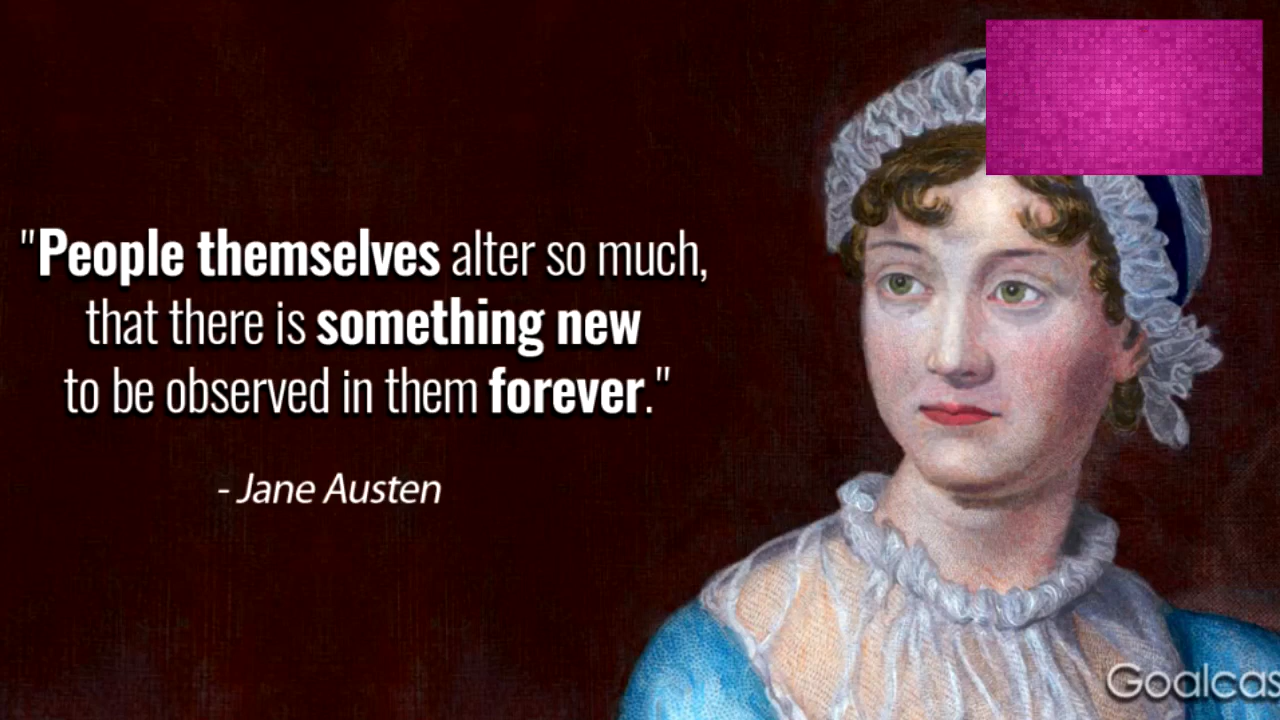 "People themselves alter so much,
that there is something new
to be observed in them forever."
- Jane Austen
Goalcas